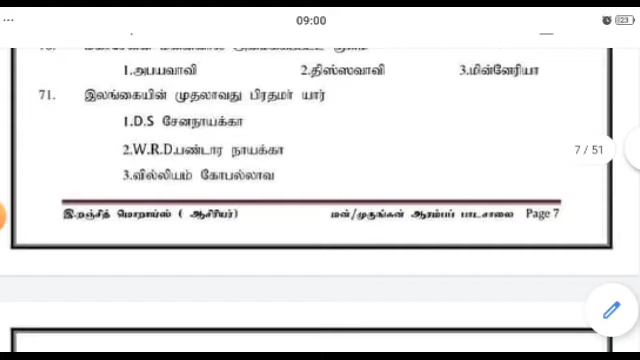 09:00
23
1.அபயவாவி 2.திஸ்ஸவாவி 3.மின்னேரியா
71. இலங்கையின் முதலாவது பிரதமர் யார்
1.D.S சேனநாயக்கா
2.W.R.D.பண்டார நாயக்கா
7 / 51
3.வில்லியம் கோபல்லாவ
இ.றஞ்சித் மொறாய்ஸ் ( ஆசிரியர்) மன்/முருங்கன் ஆரம்பப் பாடசாலை Page 7